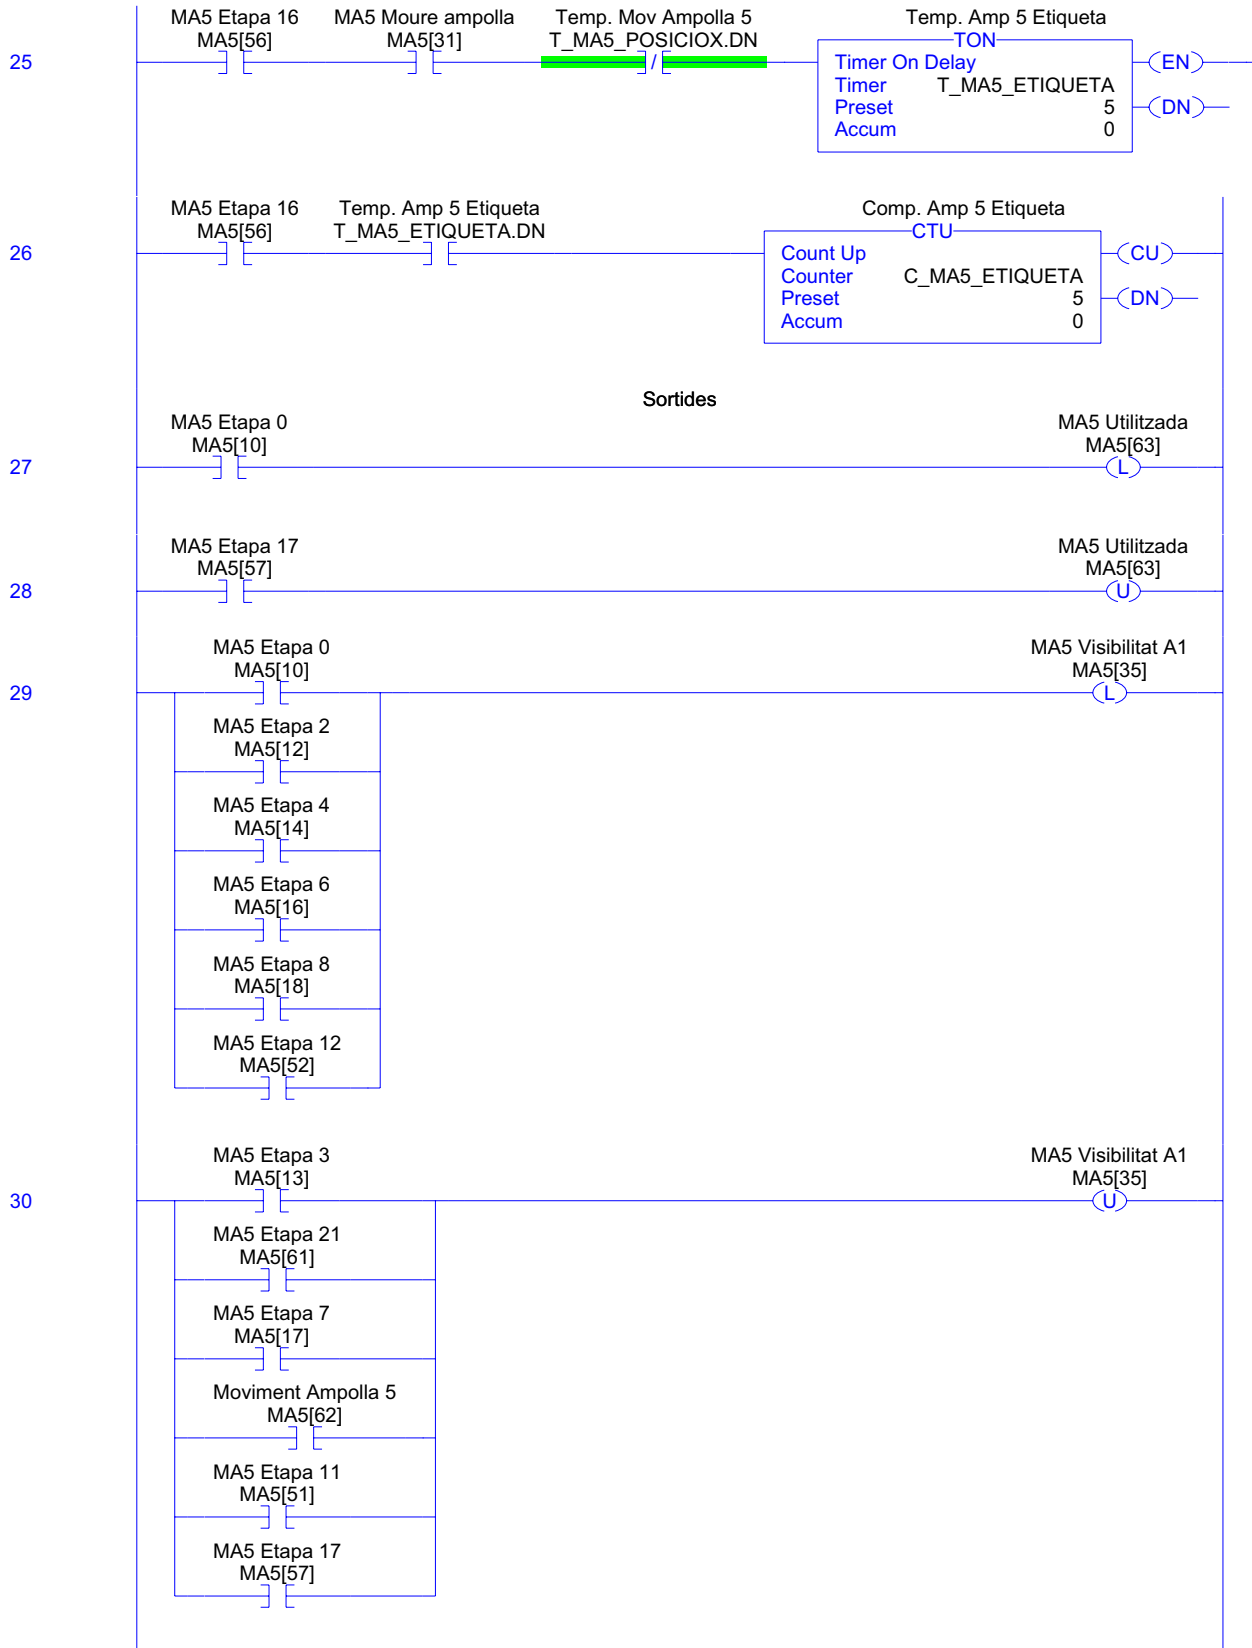 MA5 Etapa 16 MA5 Moure ampolla Temp. Mov Ampolla 5 Temp. Amp 5 Etiqueta
MA5[56] MA5[31] T_MA5_POSICIOX.DN TON
25 / Timer On Delay EN
Timer T_MA5_ETIQUETA
Preset 5 DN
Accum 0
MA5 Etapa 16 Temp. Amp 5 Etiqueta Comp. Amp 5 Etiqueta
MA5[56] T_MA5_ETIQUETA.DN CTU
26 Count Up CU
Counter C_MA5_ETIQUETA
Preset 5 DN
Accum 0
Sortides
MA5 Etapa 0 MA5 Utilitzada
MA5[10] MA5[63]
27 L
MA5 Etapa 17 MA5 Utilitzada
MA5[57] MA5[63]
28 U
MA5 Etapa 0 MA5 Visibilitat A1
MA5[10] MA5[35]
29 L
MA5 Etapa 2
MA5[12]
MA5 Etapa 4
MA5[14]
MA5 Etapa 6
MA5[16]
MA5 Etapa 8
MA5[18]
MA5 Etapa 12
MA5[52]
MA5 Etapa 3 MA5 Visibilitat A1
MA5[13] MA5[35]
30 U
MA5 Etapa 21
MA5[61]
MA5 Etapa 7
MA5[17]
Moviment Ampolla 5
MA5[62]
MA5 Etapa 11
MA5[51]
MA5 Etapa 17
MA5[57]